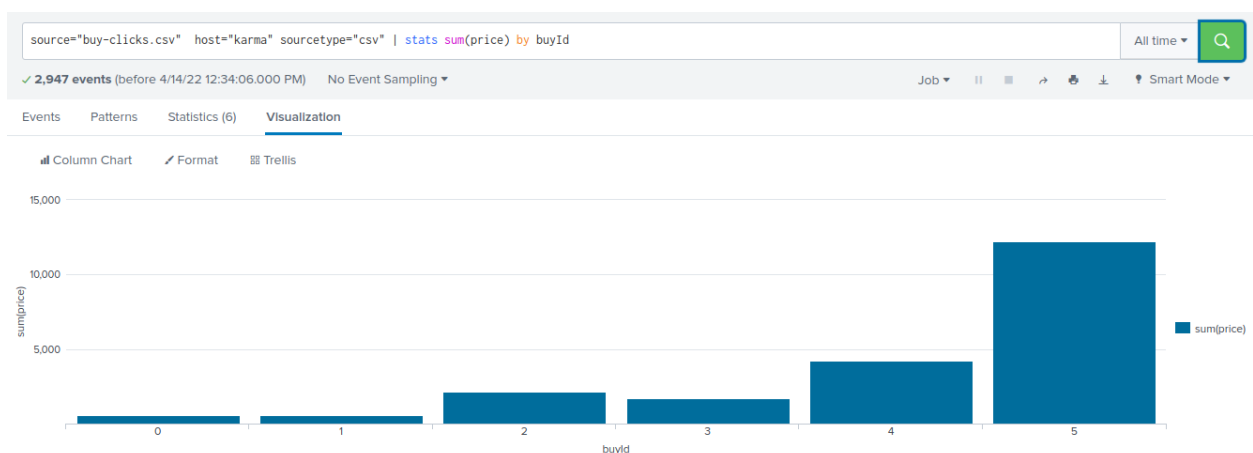 source="buy-clicks.csv"  host="karma" sourcetype="csv" | stats sum(price) by buyId
All time
2,947 events (before 4/14/22 12:34:06.000 PM) No Event Sampling
Job
Smart Mode
Events Patterns Statistics (6) Visualization
Column Chart Format Trellis
15,000
10,000
5,000
sum(price)
sum(price)
0 1 2 3 4 5
buyId